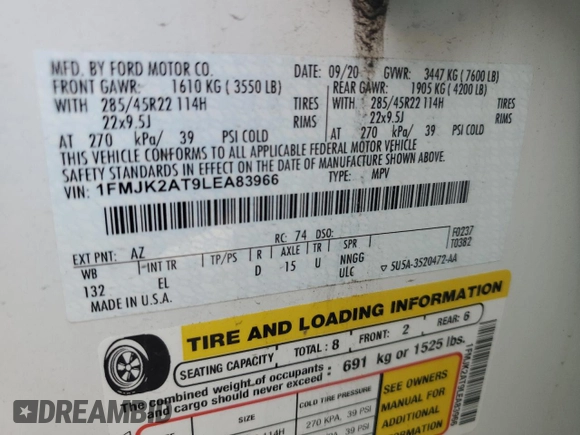 MFD. BY FORD MOTOR CO.
DATE: 09/20 GVWR: 3447 KG (7600 LB)
FRONT GAWR: 1610 KG (3550 LB)
REAR GAWR: 1905 KG (4200 LB)
WITH 285/45R22 114H TIRES
WITH 285/45R22 114H TIRES
22x9.5J RIMS
22x9.5J RIMS
AT 270 kPa/ 39 PSI COLD
AT 270 kPa/ 39 PSI COLD
THIS VEHICLE CONFORMS TO ALL APPLICABLE FEDERAL MOTOR VEHICLE
SAFETY STANDARDS IN EFFECT ON THE DATE OF MANUFACTURE SHOWN ABOVE.
VIN: 1FMJK2AT9LEA83966
TYPE: MPV
EXT PNT: AZ RC: 74 DSO: F0237
T0382
WB INT TR TP/PS R AXLE TR SPR
132 EL D 15 U NNGG
ULC 5U5A-3520472-AA
MADE IN U.S.A.
TIRE AND LOADING INFORMATION
SEATING CAPACITY TOTAL: 8 FRONT: 2 REAR: 6
The combined weight of occupants
and cargo should never exceed: 691 kg or 1525 lbs.
SIZE COLD TIRE PRESSURE
114H 270 KPA, 39 PSI
SEE OWNERS
MANUAL FOR
ADDITIONAL
INFORMATION
1FMJK2AT9LEA83966
DREAMBID